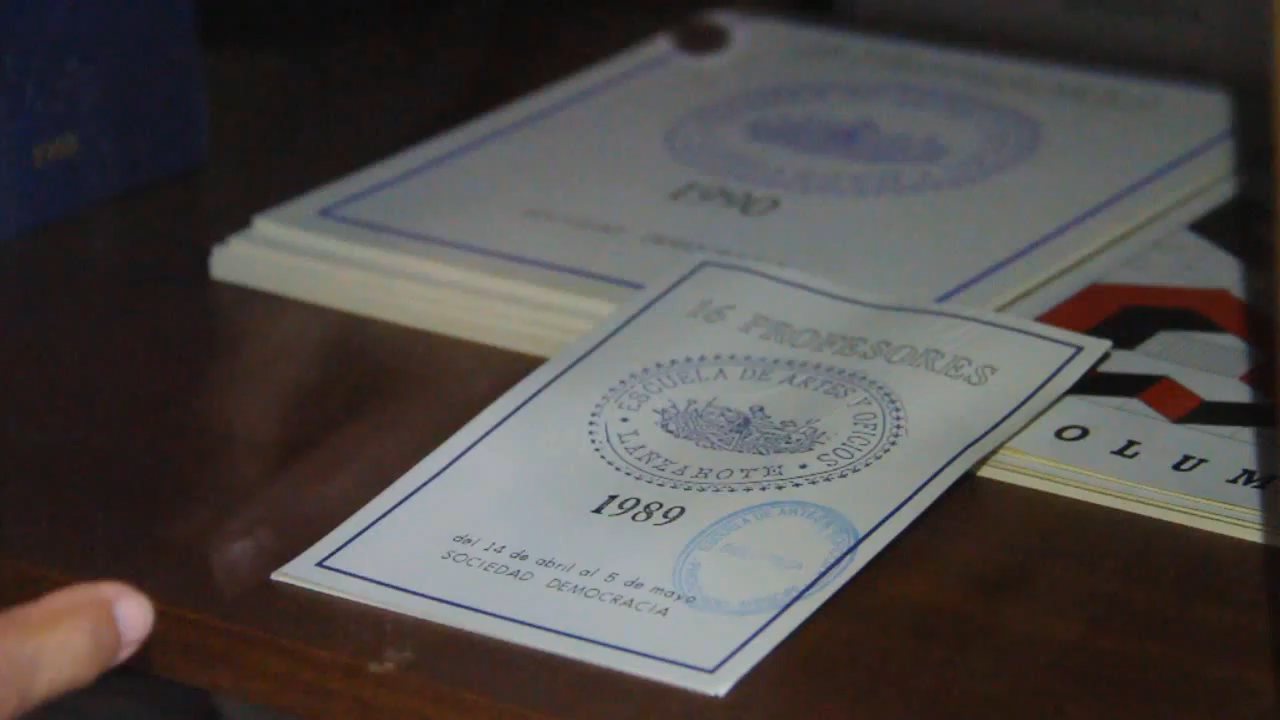 1990
16 PROFESORES
ESCUELA DE ARTES Y OFICIOS
• LANZAROTE •
1989
del 14 de abril al 5 de mayo
SOCIEDAD DEMOCRACIA
OLUM